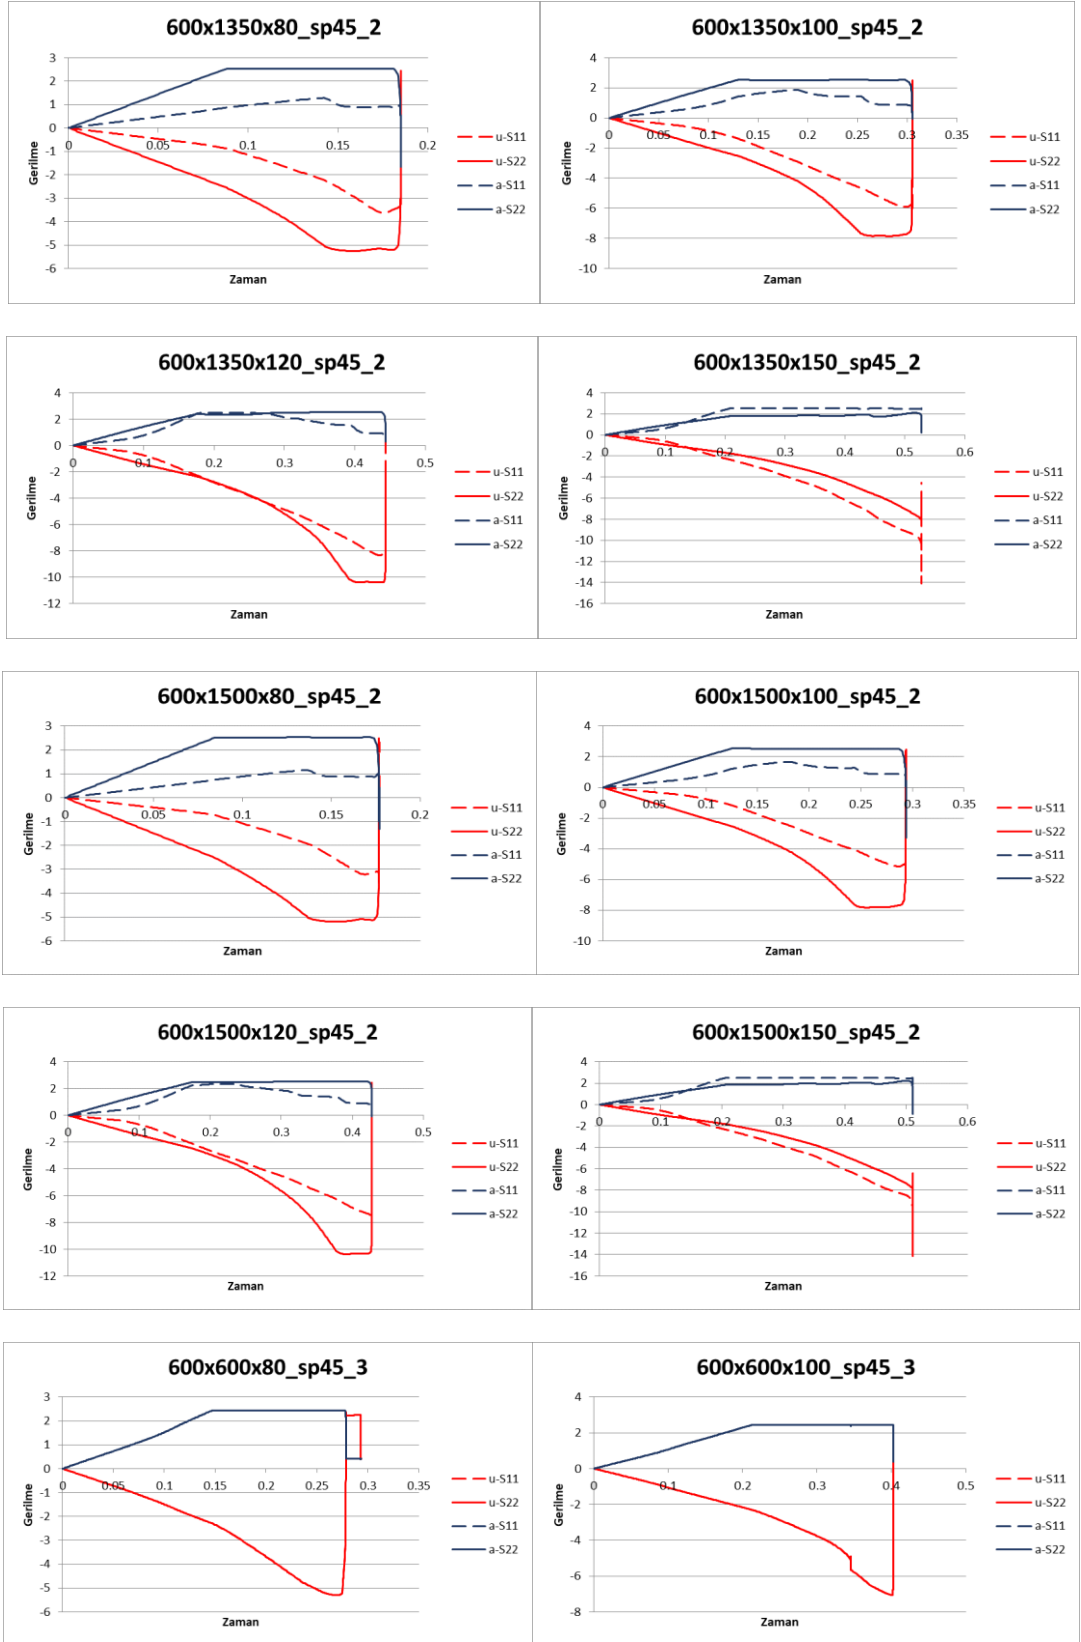 600x1350x80_sp45_2
3
2
1
0
-1
-2
-3
-4
-5
-6
0 0.05 0.1 0.15 0.2
Gerilme
Zaman
u-S11
u-S22
a-S11
a-S22
600x1350x100_sp45_2
4
2
0
-2
-4
-6
-8
-10
0 0.05 0.1 0.15 0.2 0.25 0.3 0.35
Gerilme
Zaman
u-S11
u-S22
a-S11
a-S22
600x1350x120_sp45_2
4
2
0
-2
-4
-6
-8
-10
-12
0 0.1 0.2 0.3 0.4 0.5
Gerilme
Zaman
u-S11
u-S22
a-S11
a-S22
600x1350x150_sp45_2
4
2
0
-2
-4
-6
-8
-10
-12
-14
-16
0 0.1 0.2 0.3 0.4 0.5 0.6
Gerilme
Zaman
u-S11
u-S22
a-S11
a-S22
600x1500x80_sp45_2
3
2
1
0
-1
-2
-3
-4
-5
-6
0 0.05 0.1 0.15 0.2
Gerilme
Zaman
u-S11
u-S22
a-S11
a-S22
600x1500x100_sp45_2
4
2
0
-2
-4
-6
-8
-10
0 0.05 0.1 0.15 0.2 0.25 0.3 0.35
Gerilme
Zaman
u-S11
u-S22
a-S11
a-S22
600x1500x120_sp45_2
4
2
0
-2
-4
-6
-8
-10
-12
0 0.1 0.2 0.3 0.4 0.5
Gerilme
Zaman
u-S11
u-S22
a-S11
a-S22
600x1500x150_sp45_2
4
2
0
-2
-4
-6
-8
-10
-12
-14
-16
0 0.1 0.2 0.3 0.4 0.5 0.6
Gerilme
Zaman
u-S11
u-S22
a-S11
a-S22
600x600x80_sp45_3
3
2
1
0
-1
-2
-3
-4
-5
-6
0 0.05 0.1 0.15 0.2 0.25 0.3 0.35
Gerilme
Zaman
u-S11
u-S22
a-S11
a-S22
600x600x100_sp45_3
4
2
0
-2
-4
-6
-8
0 0.1 0.2 0.3 0.4 0.5
Gerilme
Zaman
u-S11
u-S22
a-S11
a-S22